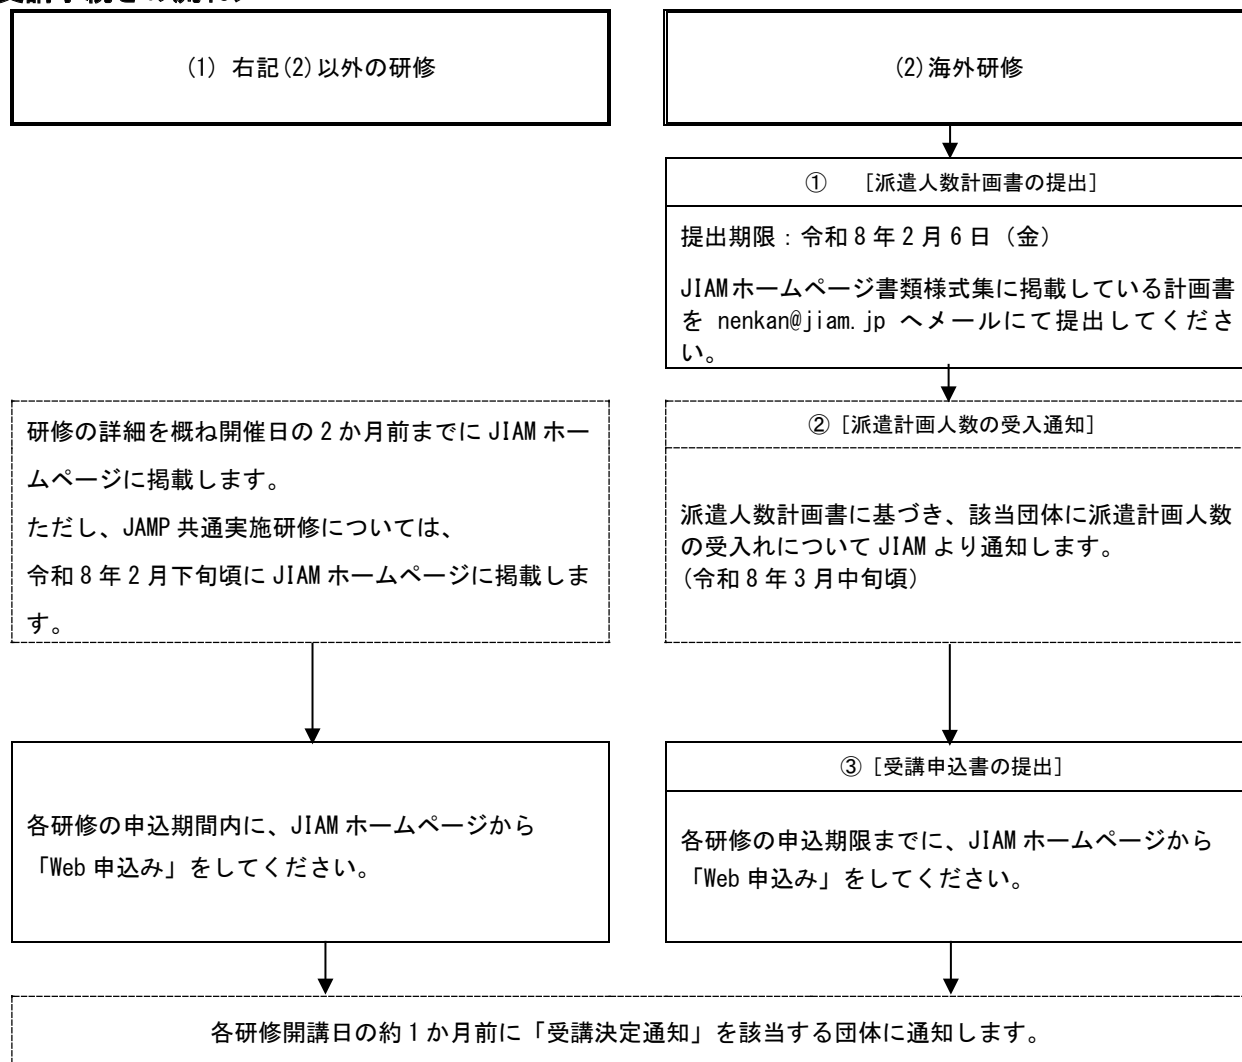 (1) 右記(2)以外の研修
(2)海外研修
① [派遣人数計画書の提出]
提出期限：令和8年2月6日（金）
JIAMホームページ書類様式集に掲載している計画書
を nenkan@jiam.jp へメールにて提出してくださ
い。
研修の詳細を概ね開催日の2か月前までにJIAMホー
ムページに掲載します。
ただし、JAMP共通実施研修については、
令和8年2月下旬頃にJIAMホームページに掲載しま
す。
②[派遣計画人数の受入通知]
派遣人数計画書に基づき、該当団体に派遣計画人数
の受入れについてJIAMより通知します。
(令和8年3月中旬頃)
各研修の申込期間内に、JIAMホームページから
「Web申込み」をしてください。
③[受講申込書の提出]
各研修の申込期限までに、JIAMホームページから
「Web申込み」をしてください。
各研修開講日の約1か月前に「受講決定通知」を該当する団体に通知します。